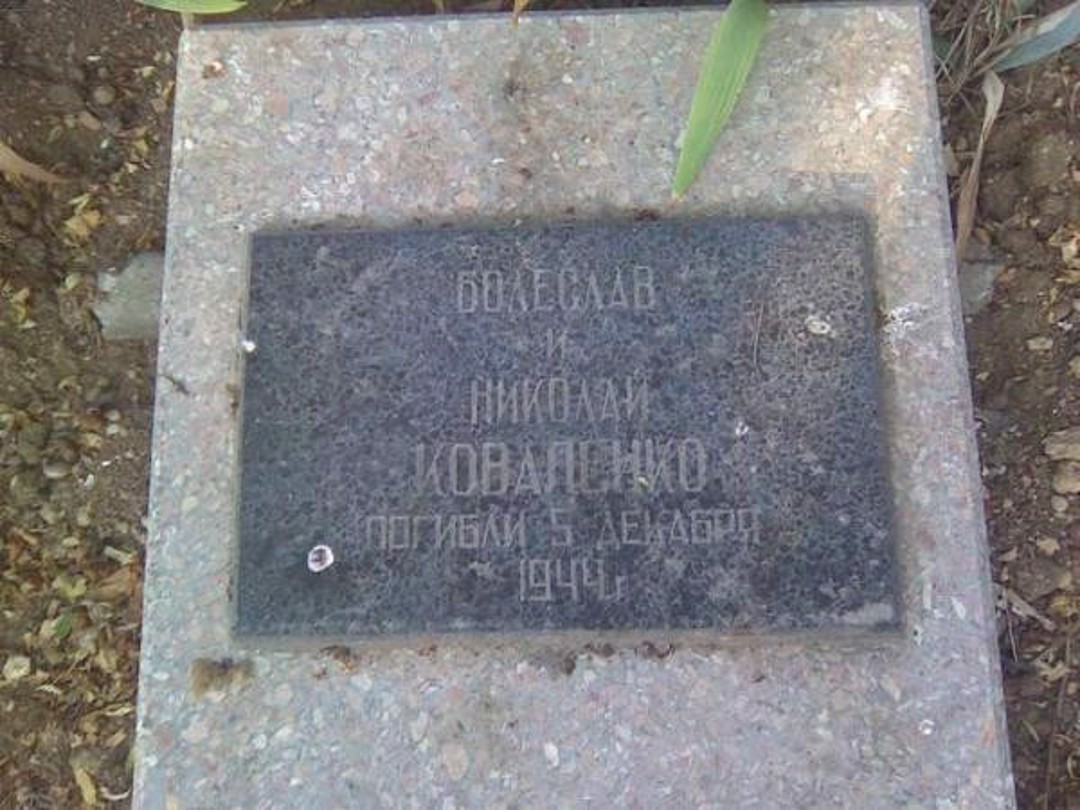 БОЛЕСЛАВ
И
НИКОЛАЙ
КОВАЛЕНКО
ПОГИБЛИ 5 ДЕКАБРЯ
1944г